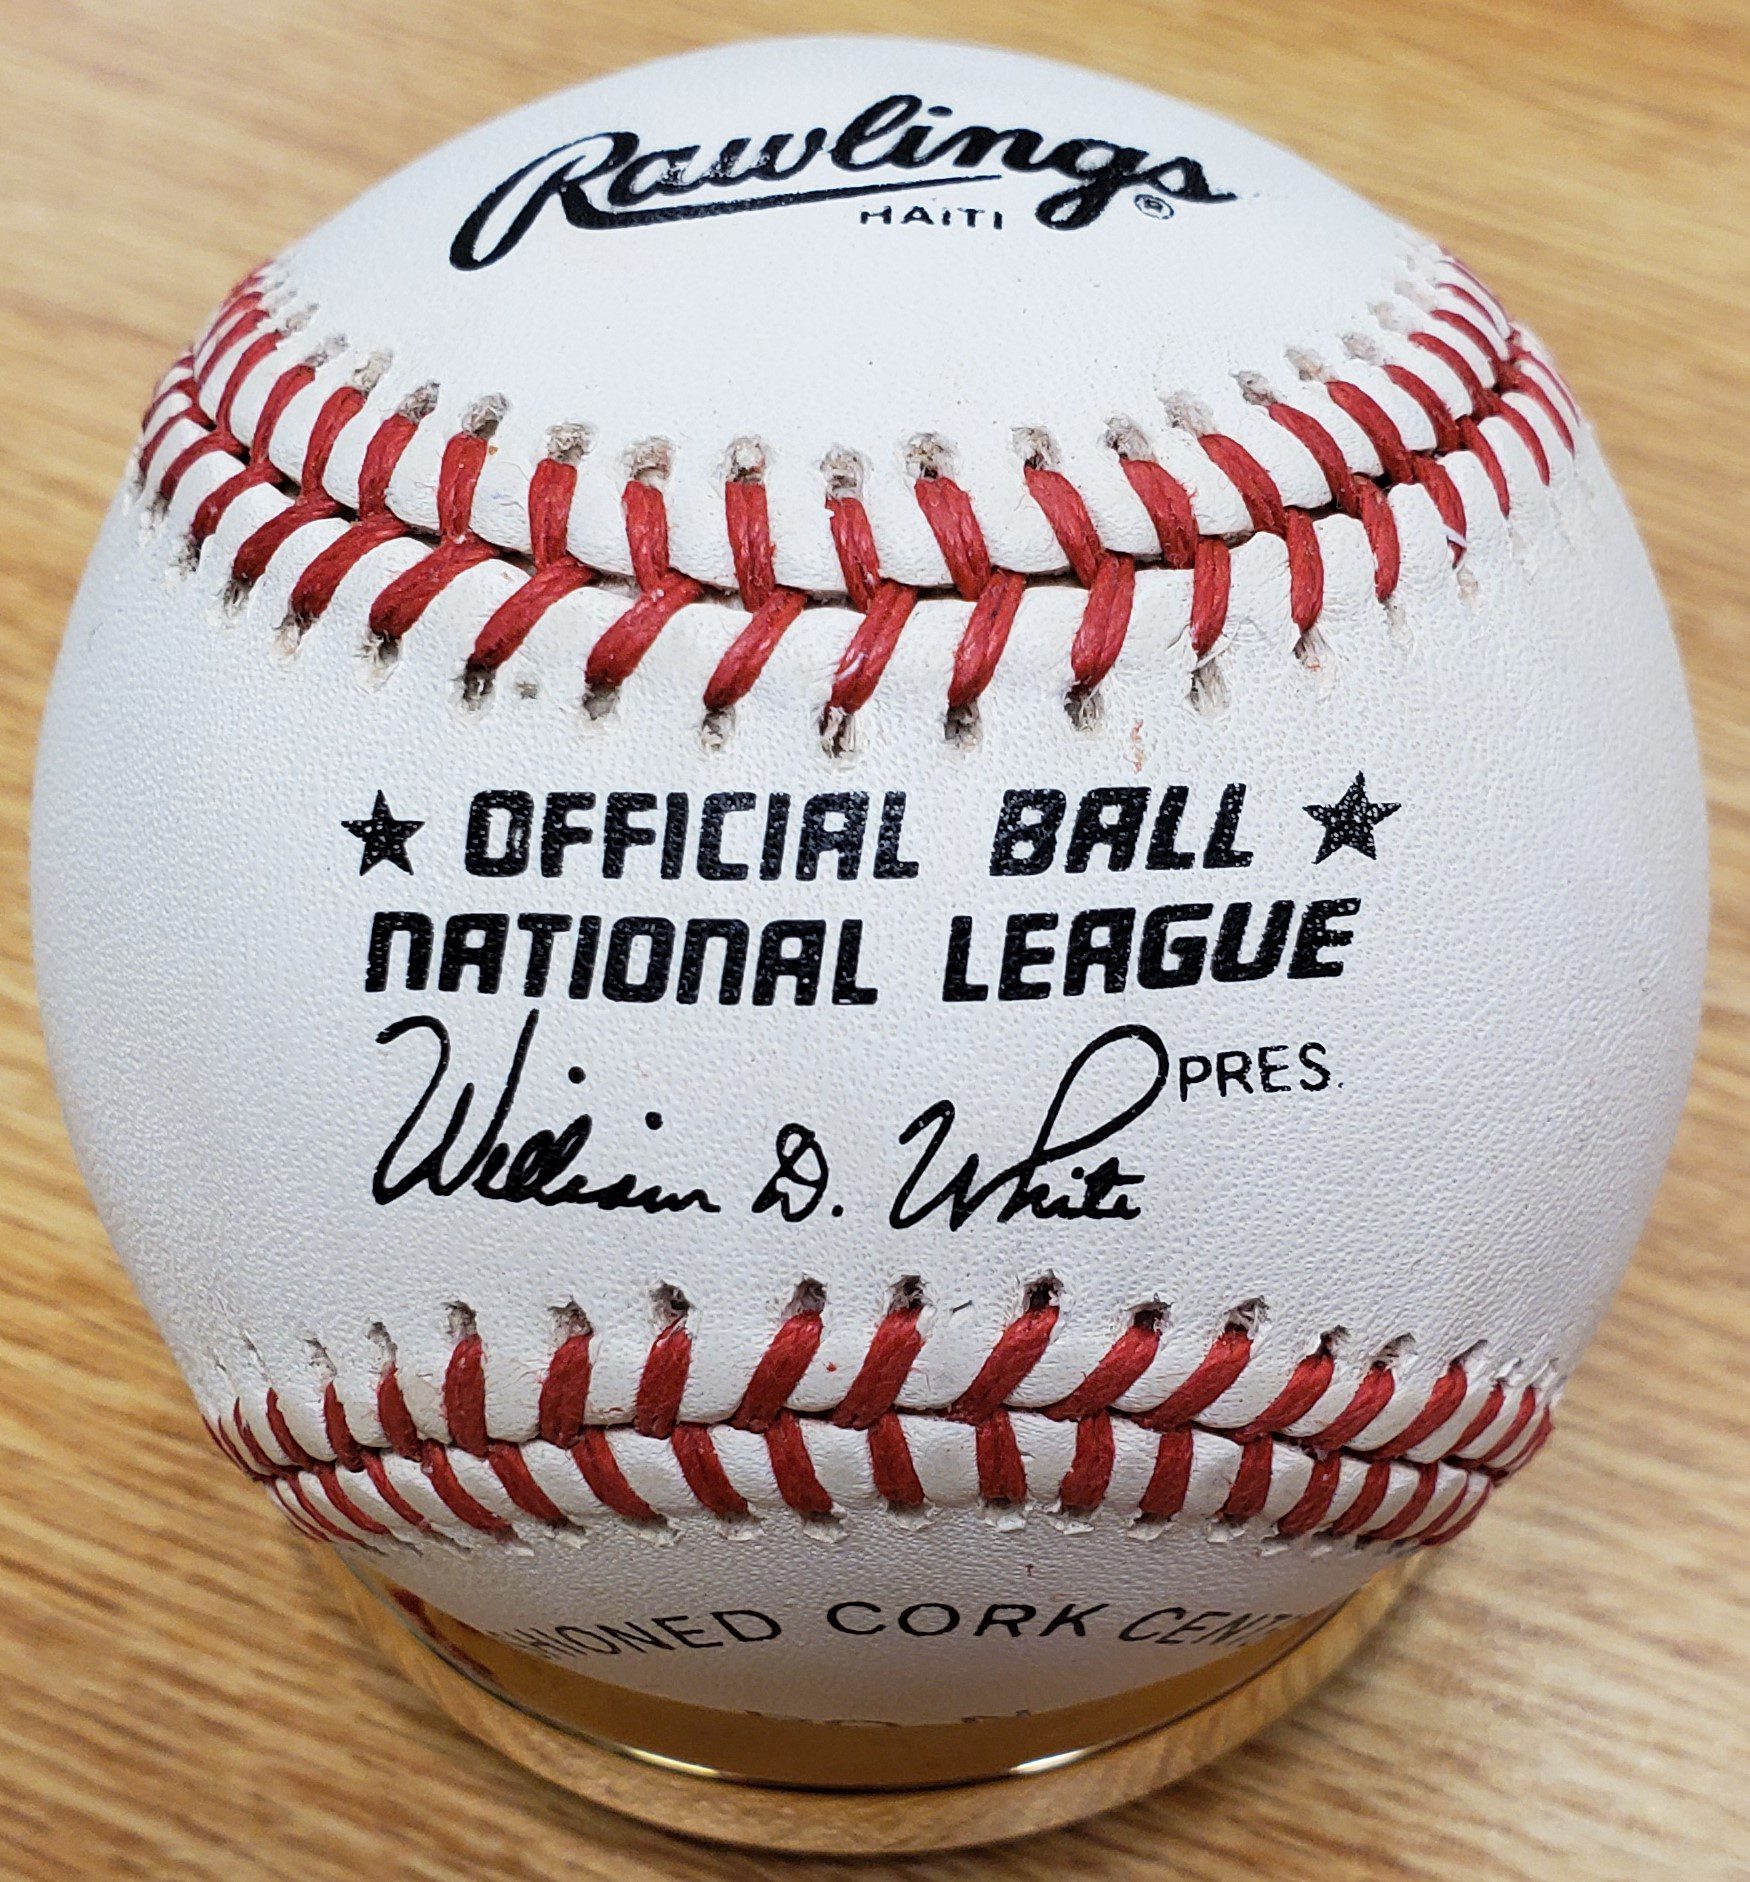 Rawlings ®
HAITI
★ OFFICIAL BALL ★
NATIONAL LEAGUE
William D. White PRES.
CORK